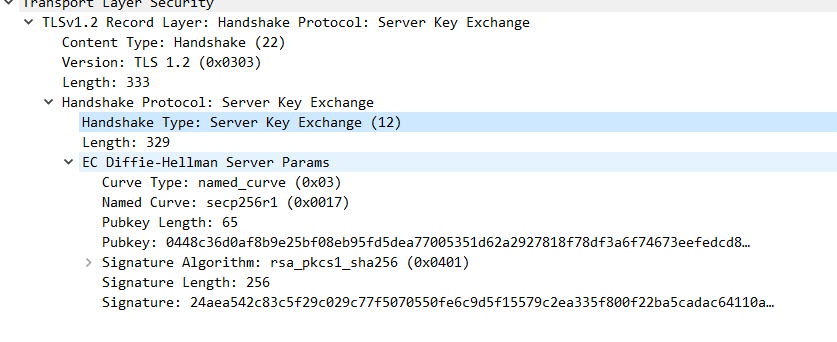 Transport Layer Security
TLSv1.2 Record Layer: Handshake Protocol: Server Key Exchange
Content Type: Handshake (22)
Version: TLS 1.2 (0x0303)
Length: 333
Handshake Protocol: Server Key Exchange
Handshake Type: Server Key Exchange (12)
Length: 329
EC Diffie-Hellman Server Params
Curve Type: named_curve (0x03)
Named Curve: secp256r1 (0x0017)
Pubkey Length: 65
Pubkey: 0448c36d0af8b9e25bf08eb95fd5dea77005351d62a2927818f78df3a6f74673eefedcd8…
Signature Algorithm: rsa_pkcs1_sha256 (0x0401)
Signature Length: 256
Signature: 24aea542c83c5f29c029c77f5070550fe6c9d5f15579c2ea335f800f22ba5cadac64110a…